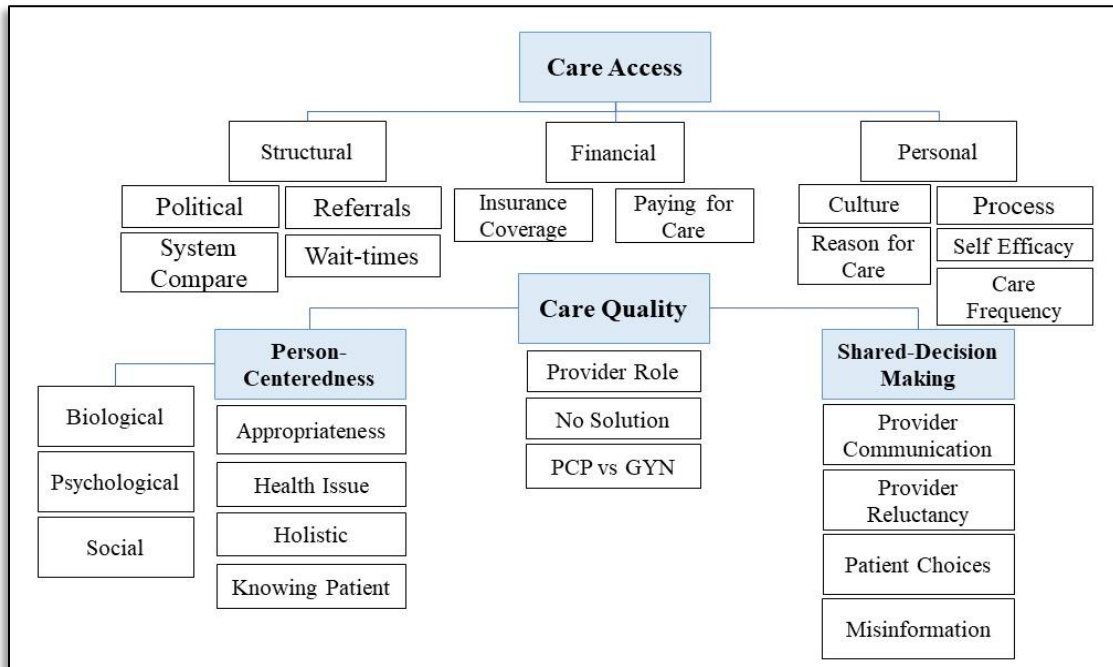 Care Access
Structural
Financial
Personal
Political
Referrals
System
Compare
Wait-times
Insurance
Coverage
Paying for
Care
Culture
Process
Reason for
Care
Self Efficacy
Care
Frequency
Care Quality
Person-
Centeredness
Shared-Decision
Making
Biological
Psychological
Social
Appropriateness
Health Issue
Holistic
Knowing Patient
Provider Role
No Solution
PCP vs GYN
Provider
Communication
Provider
Reluctancy
Patient Choices
Misinformation